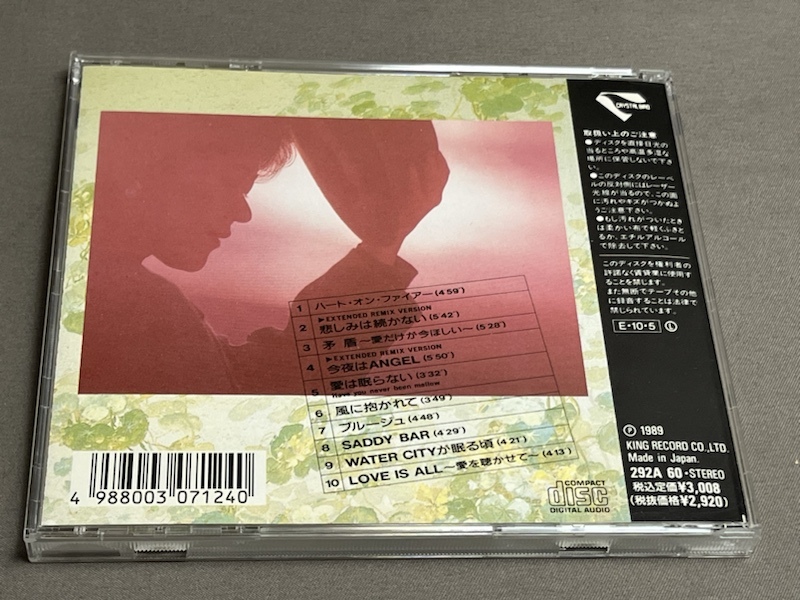 1 ハート・オン・ファイアー(4'59")
▶EXTENDED REMIX VERSION
2 悲しみは続かない(5'42")
3 矛盾〜愛だけが今ほしい〜(5'28")
▶EXTENDED REMIX VERSION
4 今夜はANGEL(5'50")
5 愛は眠らない(3'32")
Have you never been mellow
6 風に抱かれて(3'49")
7 ブルージュ(4'48")
8 SADDY BAR(4'29")
9 WATER CITYが眠る頃(4'21")
10 LOVE IS ALL〜愛を聴かせて〜(4'13")
4 988003 071240
COMPACT
disc
DIGITAL AUDIO
CRYSTAL BIRD
取扱い上のご注意
●ディスクを直接日光の
当るところや高温多湿な
場所に保管しないで下さ
い。
●このディスクのレーベ
ルの反対側にはレーザー
光線が当るので、この面
に汚れやキズがつかぬよ
うご注意下さい。
●もし汚れがついたとき
は柔かい布で軽くふきと
るか、エチルアルコール
で除去して下さい。
このディスクを権利者の
許諾なく賃貸業に使用す
ることを禁じます。
また無断でテープその他
に録音することは法律で
禁じられています。
E・10・5 Ⓛ
Ⓟ 1989
KING RECORD CO.,LTD.
Made in Japan.
292A 60・STEREO
税込定価¥3,008
(税抜価格¥2,920)